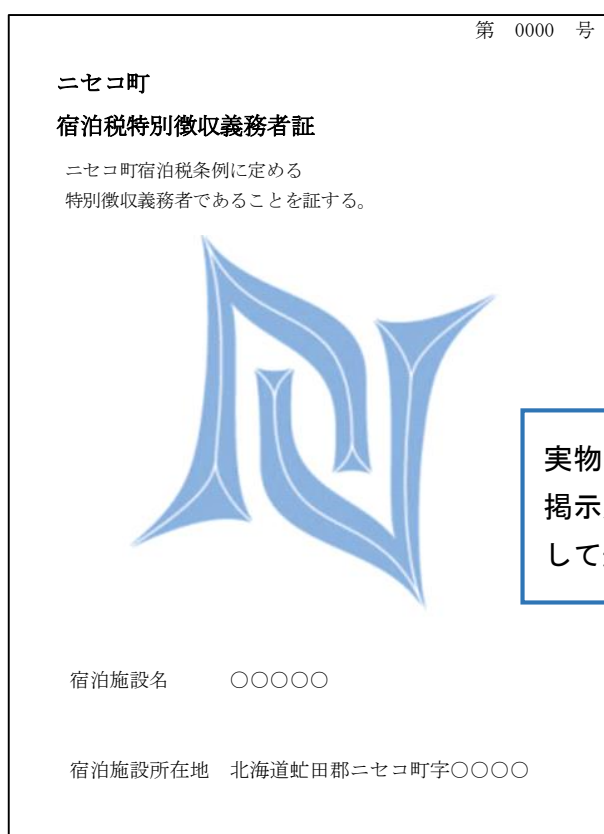 第 0000 号
ニセコ町
宿泊税特別徴収義務者証
ニセコ町宿泊税条例に定める
特別徴収義務者であることを証する。
実物
掲示
して
宿泊施設名 ○○○○○
宿泊施設所在地 北海道虻田郡ニセコ町字○○○○